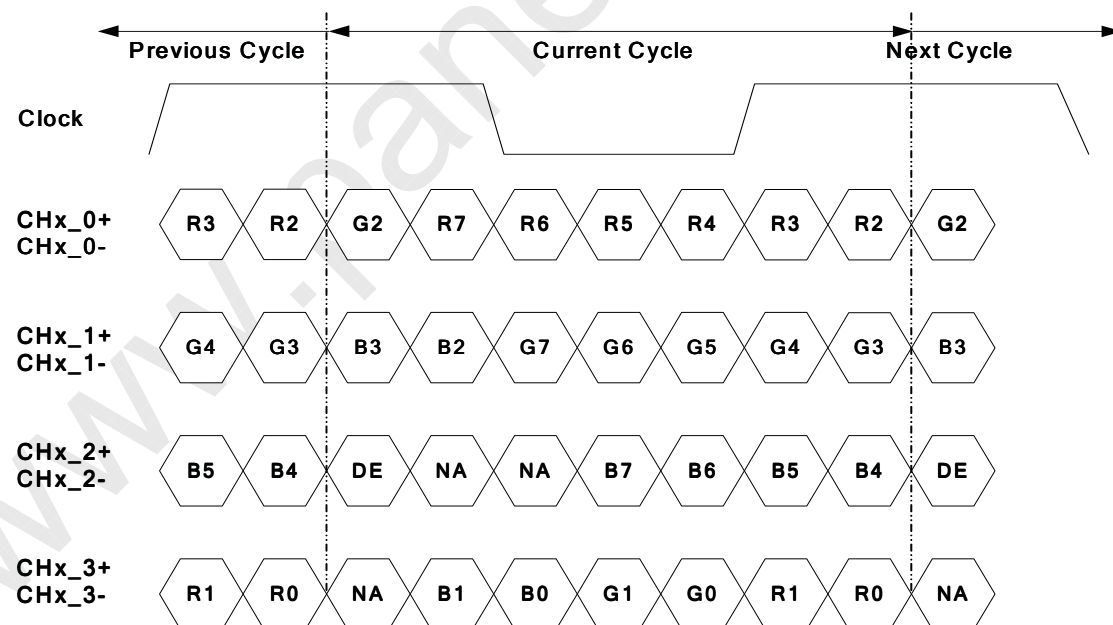 Previous Cycle Current Cycle Next Cycle
Clock
CHx_0+ R3 R2 G2 R7 R6 R5 R4 R3 R2 G2
CHx_0-
CHx_1+ G4 G3 B3 B2 G7 G6 G5 G4 G3 B3
CHx_1-
CHx_2+ B5 B4 DE NA NA B7 B6 B5 B4 DE
CHx_2-
CHx_3+ R1 R0 NA B1 B0 G1 G0 R1 R0 NA
CHx_3-
www.pane